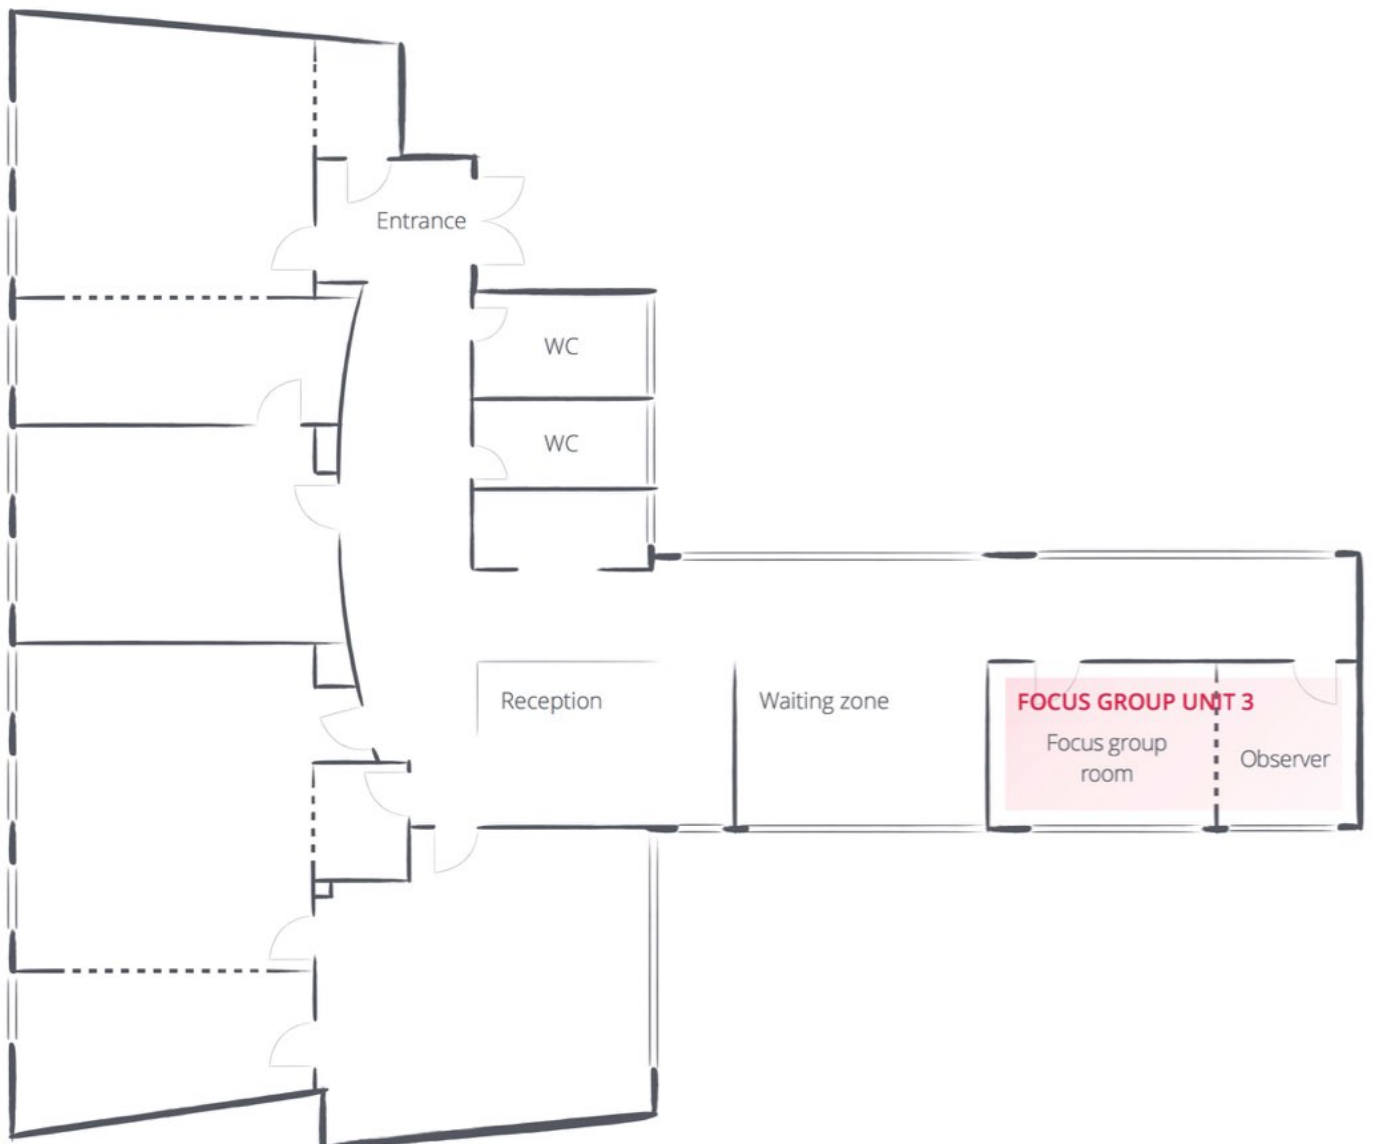 Entrance
WC
WC
Reception
Waiting zone
FOCUS GROUP UNIT 3
Focus group
room
Observer